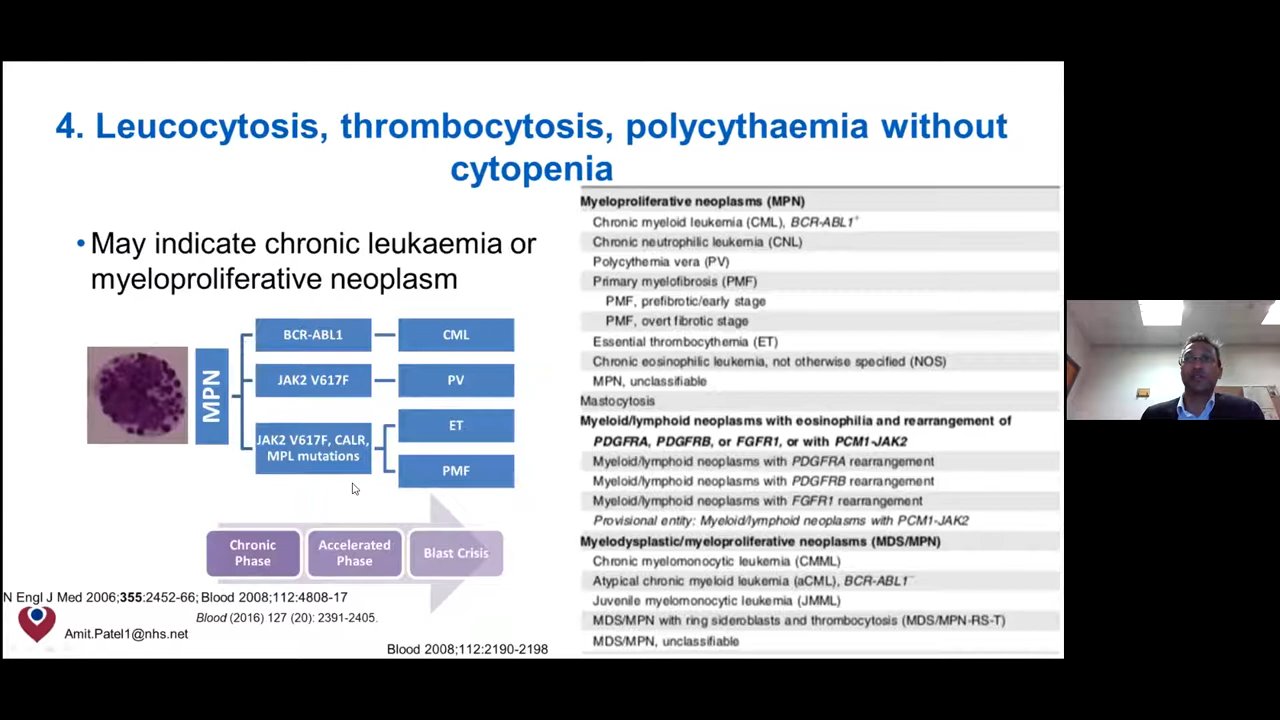 4. Leucocytosis, thrombocytosis, polycythaemia without
cytopenia
• May indicate chronic leukaemia or
myeloproliferative neoplasm
MPN
BCR-ABL1
CML
JAK2 V617F
PV
JAK2 V617F, CALR,
MPL mutations
ET
PMF
Chronic
Phase
Accelerated
Phase
Blast Crisis
N Engl J Med 2006;355:2452-66; Blood 2008;112:4808-17
Blood (2016) 127 (20): 2391-2405.
Amit.Patel1@nhs.net
Blood 2008;112:2190-2198
Myeloproliferative neoplasms (MPN)
Chronic myeloid leukemia (CML), BCR-ABL1+
Chronic neutrophilic leukemia (CNL)
Polycythemia vera (PV)
Primary myelofibrosis (PMF)
PMF, prefibrotic/early stage
PMF, overt fibrotic stage
Essential thrombocythemia (ET)
Chronic eosinophilic leukemia, not otherwise specified (NOS)
MPN, unclassifiable
Mastocytosis
Myeloid/lymphoid neoplasms with eosinophilia and rearrangement of
PDGFRA, PDGFRB, or FGFR1, or with PCM1-JAK2
Myeloid/lymphoid neoplasms with PDGFRA rearrangement
Myeloid/lymphoid neoplasms with PDGFRB rearrangement
Myeloid/lymphoid neoplasms with FGFR1 rearrangement
Provisional entity: Myeloid/lymphoid neoplasms with PCM1-JAK2
Myelodysplastic/myeloproliferative neoplasms (MDS/MPN)
Chronic myelomonocytic leukemia (CMML)
Atypical chronic myeloid leukemia (aCML), BCR-ABL1−
Juvenile myelomonocytic leukemia (JMML)
MDS/MPN with ring sideroblasts and thrombocytosis (MDS/MPN-RS-T)
MDS/MPN, unclassifiable